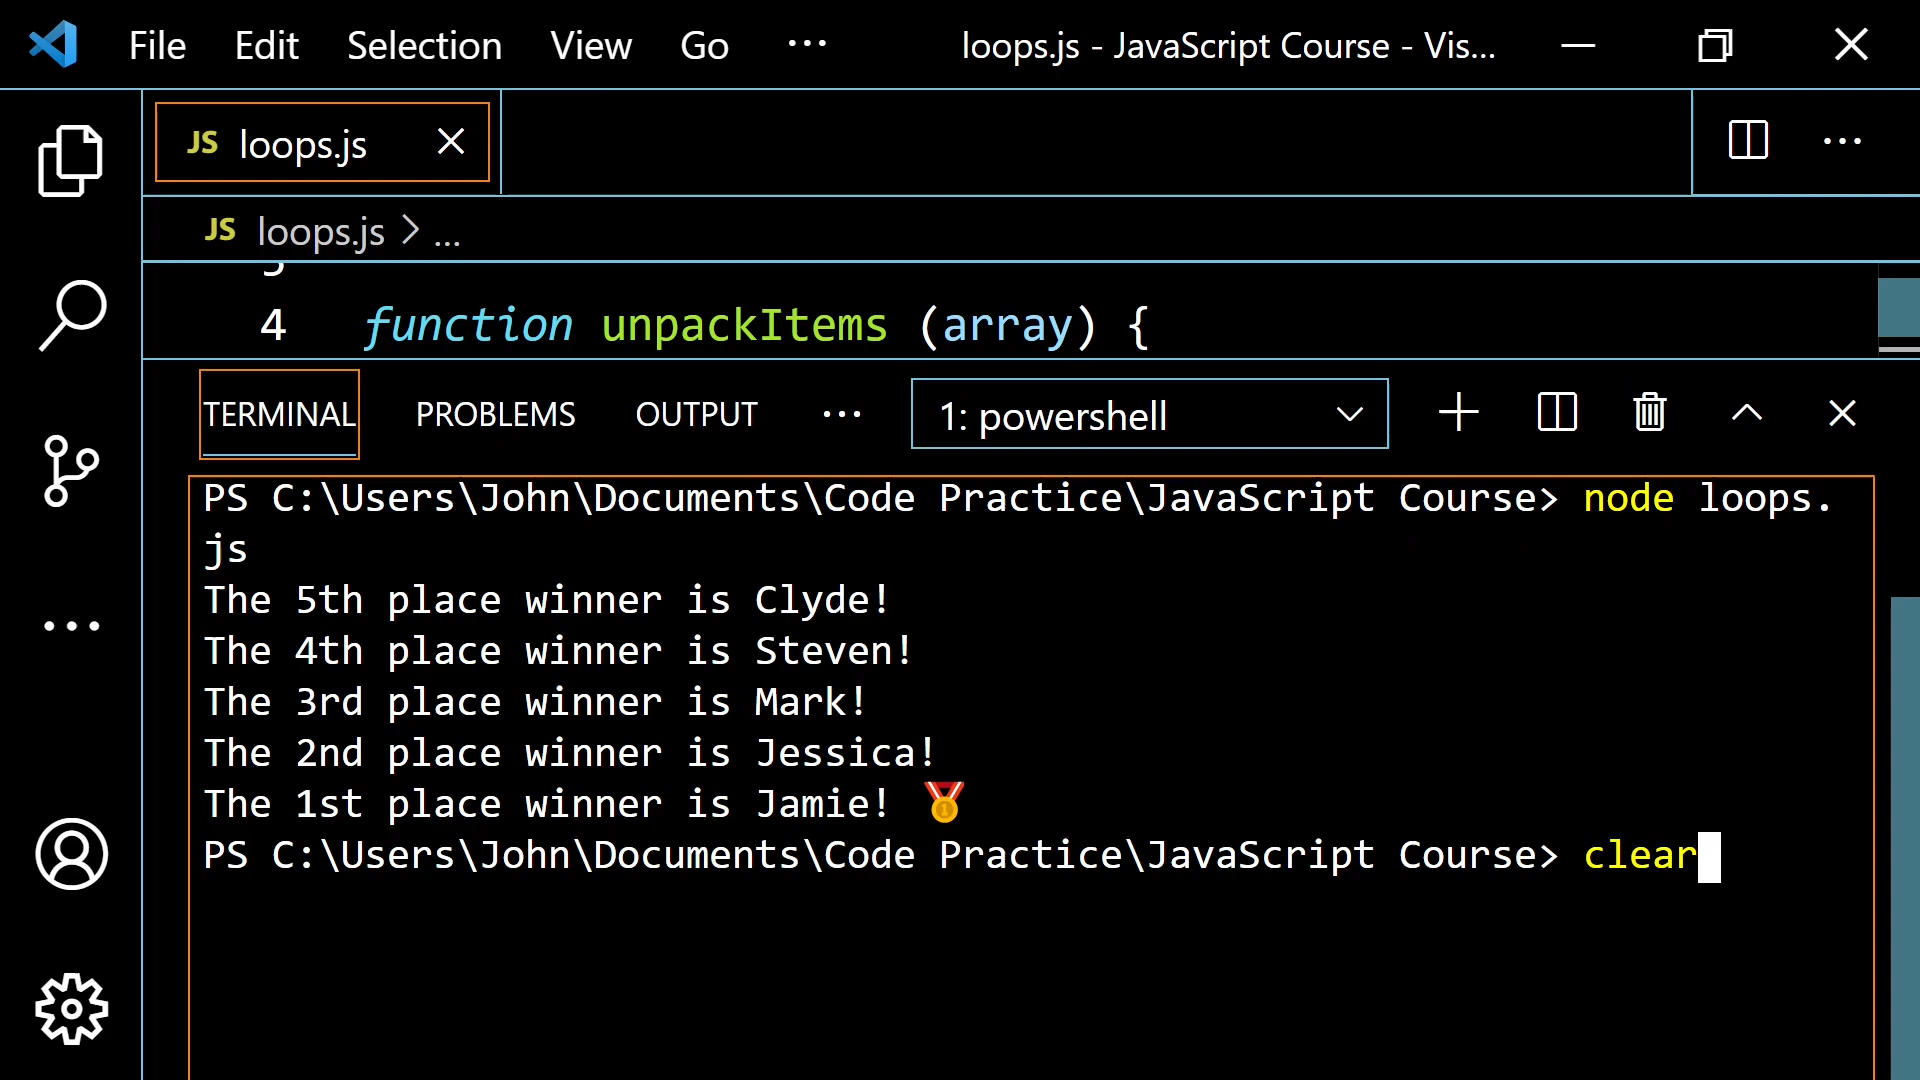 File Edit Selection View Go ... loops.js - JavaScript Course - Vis...
JS loops.js
JS loops.js > ...
4 function unpackItems (array) {
TERMINAL PROBLEMS OUTPUT ... 1: powershell
PS C:\Users\John\Documents\Code Practice\JavaScript Course> node loops.
js
The 5th place winner is Clyde!
The 4th place winner is Steven!
The 3rd place winner is Mark!
The 2nd place winner is Jessica!
The 1st place winner is Jamie! 🥇
PS C:\Users\John\Documents\Code Practice\JavaScript Course> clear